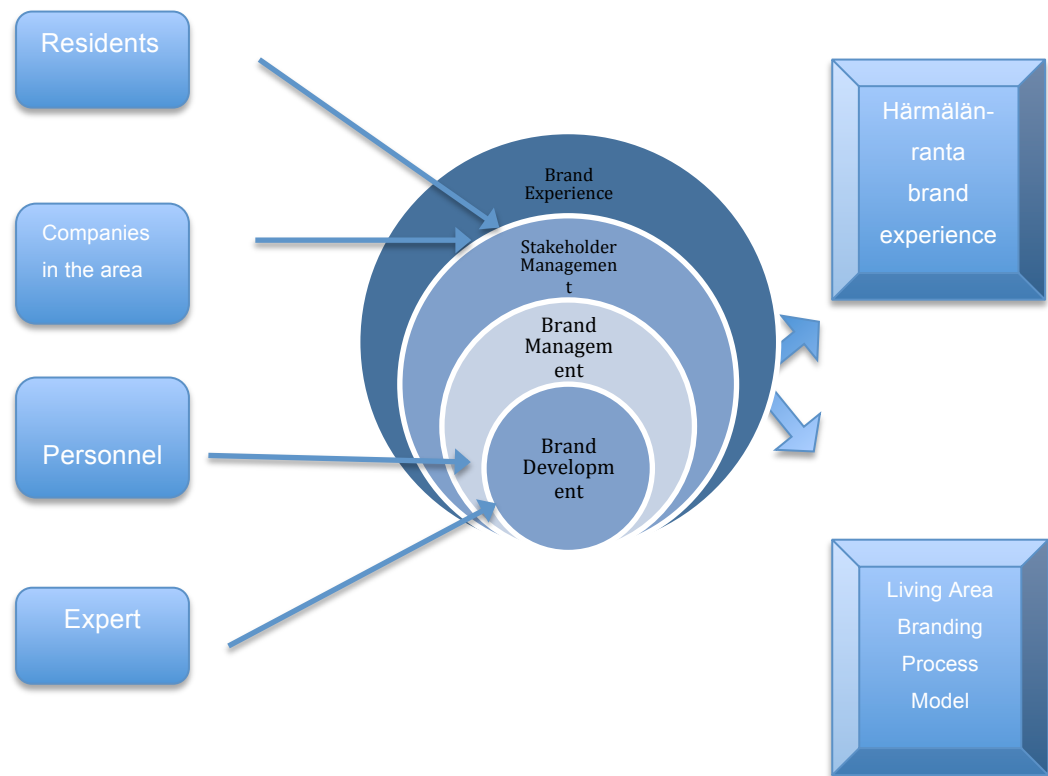 Residents
Companies
in the area
Personnel
Expert
Brand
Experience
Stakeholder
Managemen
t
Brand
Managem
ent
Brand
Developm
ent
Härmälän-
ranta
brand
experience
Living Area
Branding
Process
Model